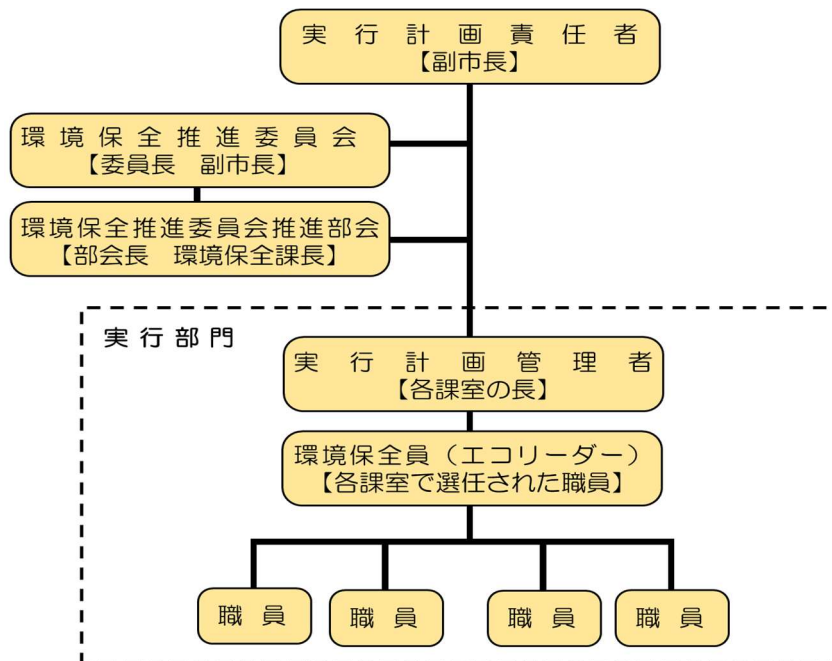 実行計画責任者
【副市長】
環境保全推進委員会
【委員長　副市長】
環境保全推進委員会推進部会
【部会長　環境保全課長】
実行部門
実行計画管理者
【各課室の長】
環境保全員（エコリーダー）
【各課室で選任された職員】
職員
職員
職員
職員